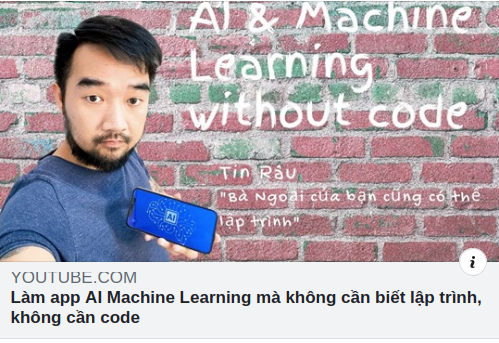 AI & Machine
Learning
without code
Tín Râu
"Bà Ngoại của bạn cũng có thể
lập trình"
AI
i
YOUTUBE.COM
Làm app AI Machine Learning mà không cần biết lập trình,
không cần code